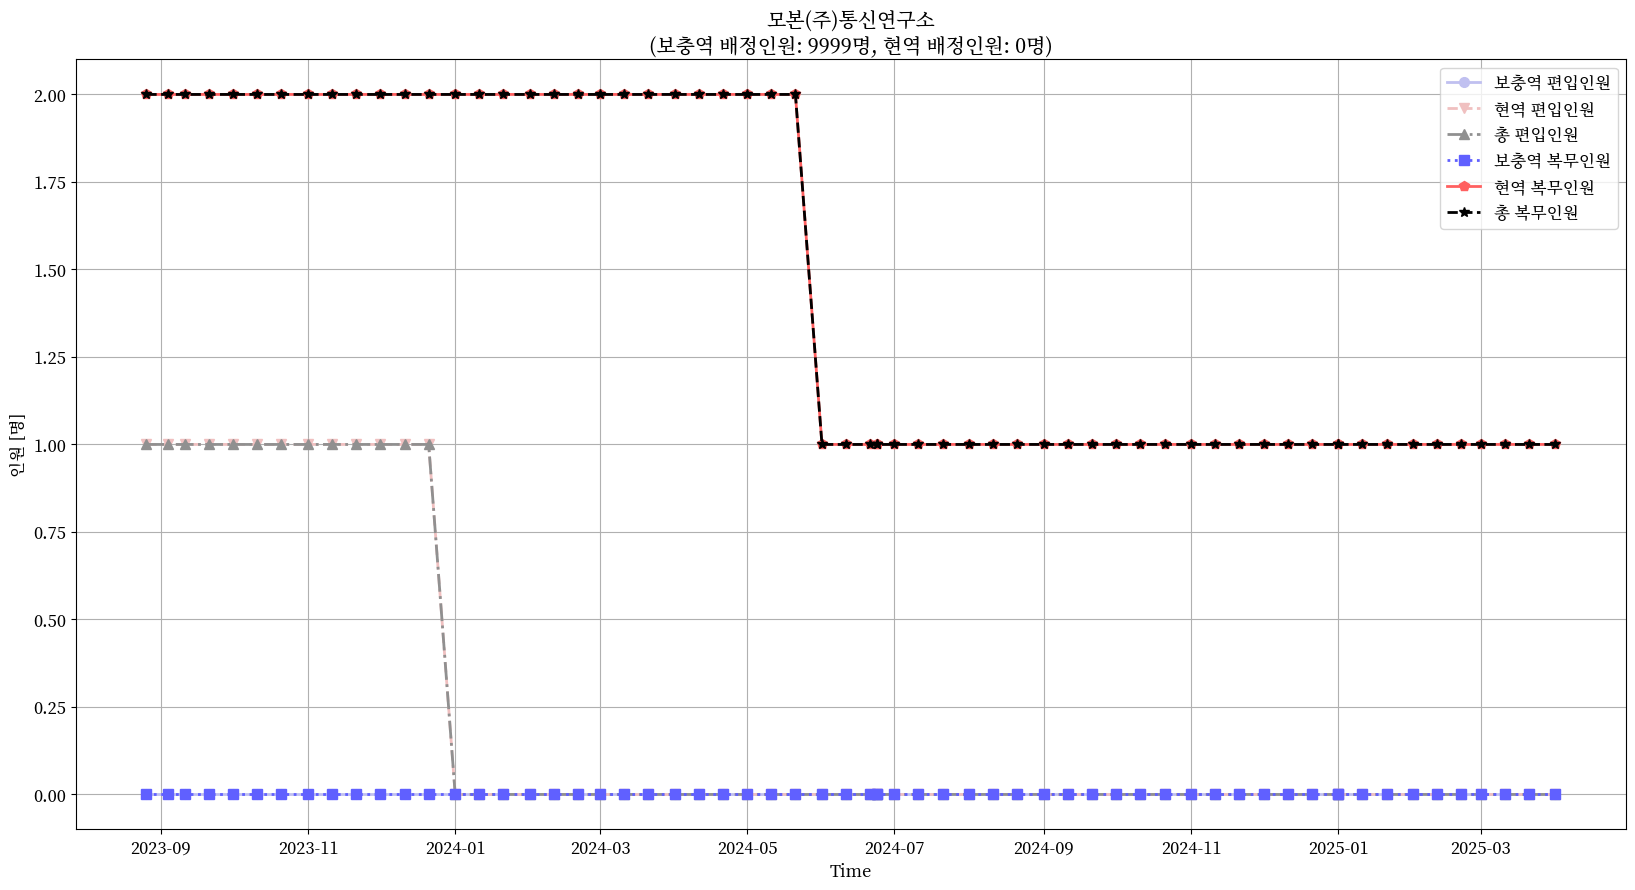 모본(주)통신연구소
(보충역 배정인원: 9999명, 현역 배정인원: 0명)
보충역 편입인원
현역 편입인원
총 편입인원
보충역 복무인원
현역 복무인원
총 복무인원
인원 [명]
2.00
1.75
1.50
1.25
1.00
0.75
0.50
0.25
0.00
2023-09 2023-11 2024-01 2024-03 2024-05 2024-07 2024-09 2024-11 2025-01 2025-03
Time